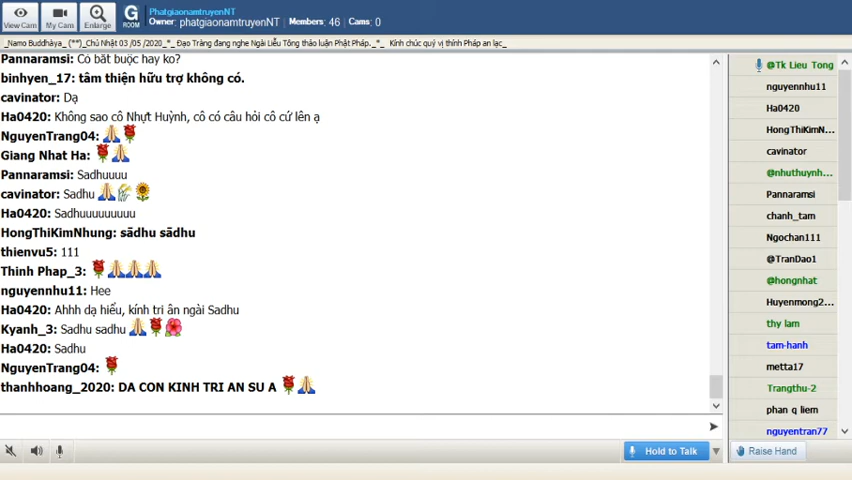 View Cam
My Cam
Enlarge
G
ROOM
PhatgiaonamtruyenNT
Owner: phatgiaonamtruyenNT Members: 46 Cams: 0
_Namo Buddhàya_ (**)_Chủ Nhật 03 /05 /2020_*_ Đạo Tràng đang nghe Ngài Liễu Tông thảo luận Phật Pháp._*_ Kính chúc quý vị thính Pháp an lạc_
Pannaramsi: Có bắt buộc hay ko?
binhyen_17: tâm thiện hữu trợ không có.
cavinator: Dạ
Ha0420: Không sao cô Nhựt Huỳnh, cô có câu hỏi cô cứ lên ạ
NguyenTrang04:
Giang Nhat Ha:
Pannaramsi: Sadhuuuu
cavinator: Sadhu
Ha0420: Sadhuuuuuuuuu
HongThiKimNhung: sādhu sādhu
thienvu5: 111
Thinh Phap_3:
nguyennhu11: Hee
Ha0420: Ahhh dạ hiểu, kính tri ân ngài Sadhu
Kyanh_3: Sadhu sadhu
Ha0420: Sadhu
NguyenTrang04:
thanhhoang_2020: DA CON KINH TRI AN SU A
@Tk Lieu Tong
nguyennhu11
Ha0420
HongThiKimN...
cavinator
@nhuthuynh...
Pannaramsi
chanh_tam
Ngochan111
@TranDao1
@hongnhat
Huyenmong2...
thy lam
tam-hanh
metta17
Trangthu-2
phan q liem
nguyentran77
Hold to Talk
Raise Hand